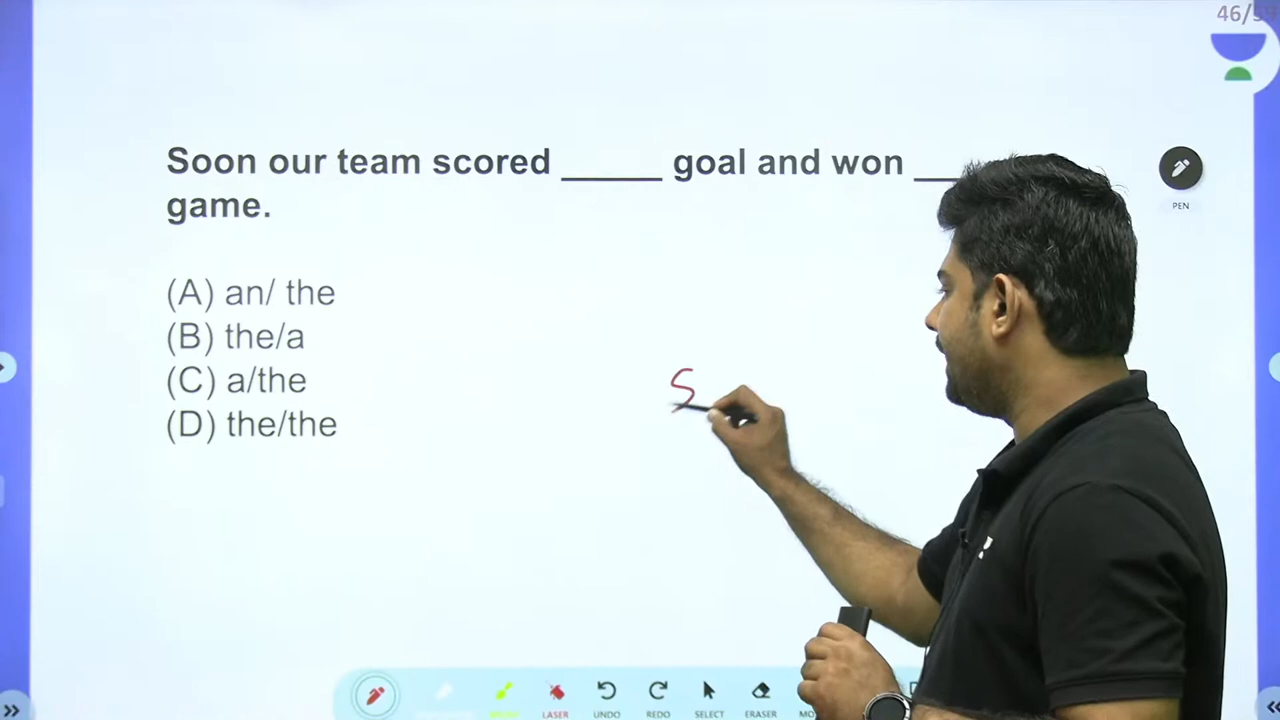 46/59
Soon our team scored _____ goal and won __
game.
PEN
(A) an/ the
(B) the/a
(C) a/the
(D) the/the
S
LASER
UNDO
REDO
SELECT
ERASER